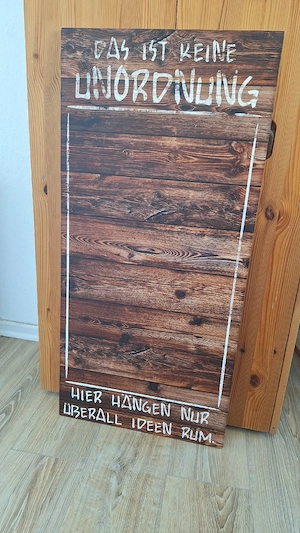 DAS IST KEINE
UNORDNUNG
HIER HÄNGEN NUR
ÜBERALL IDEEN RUM.